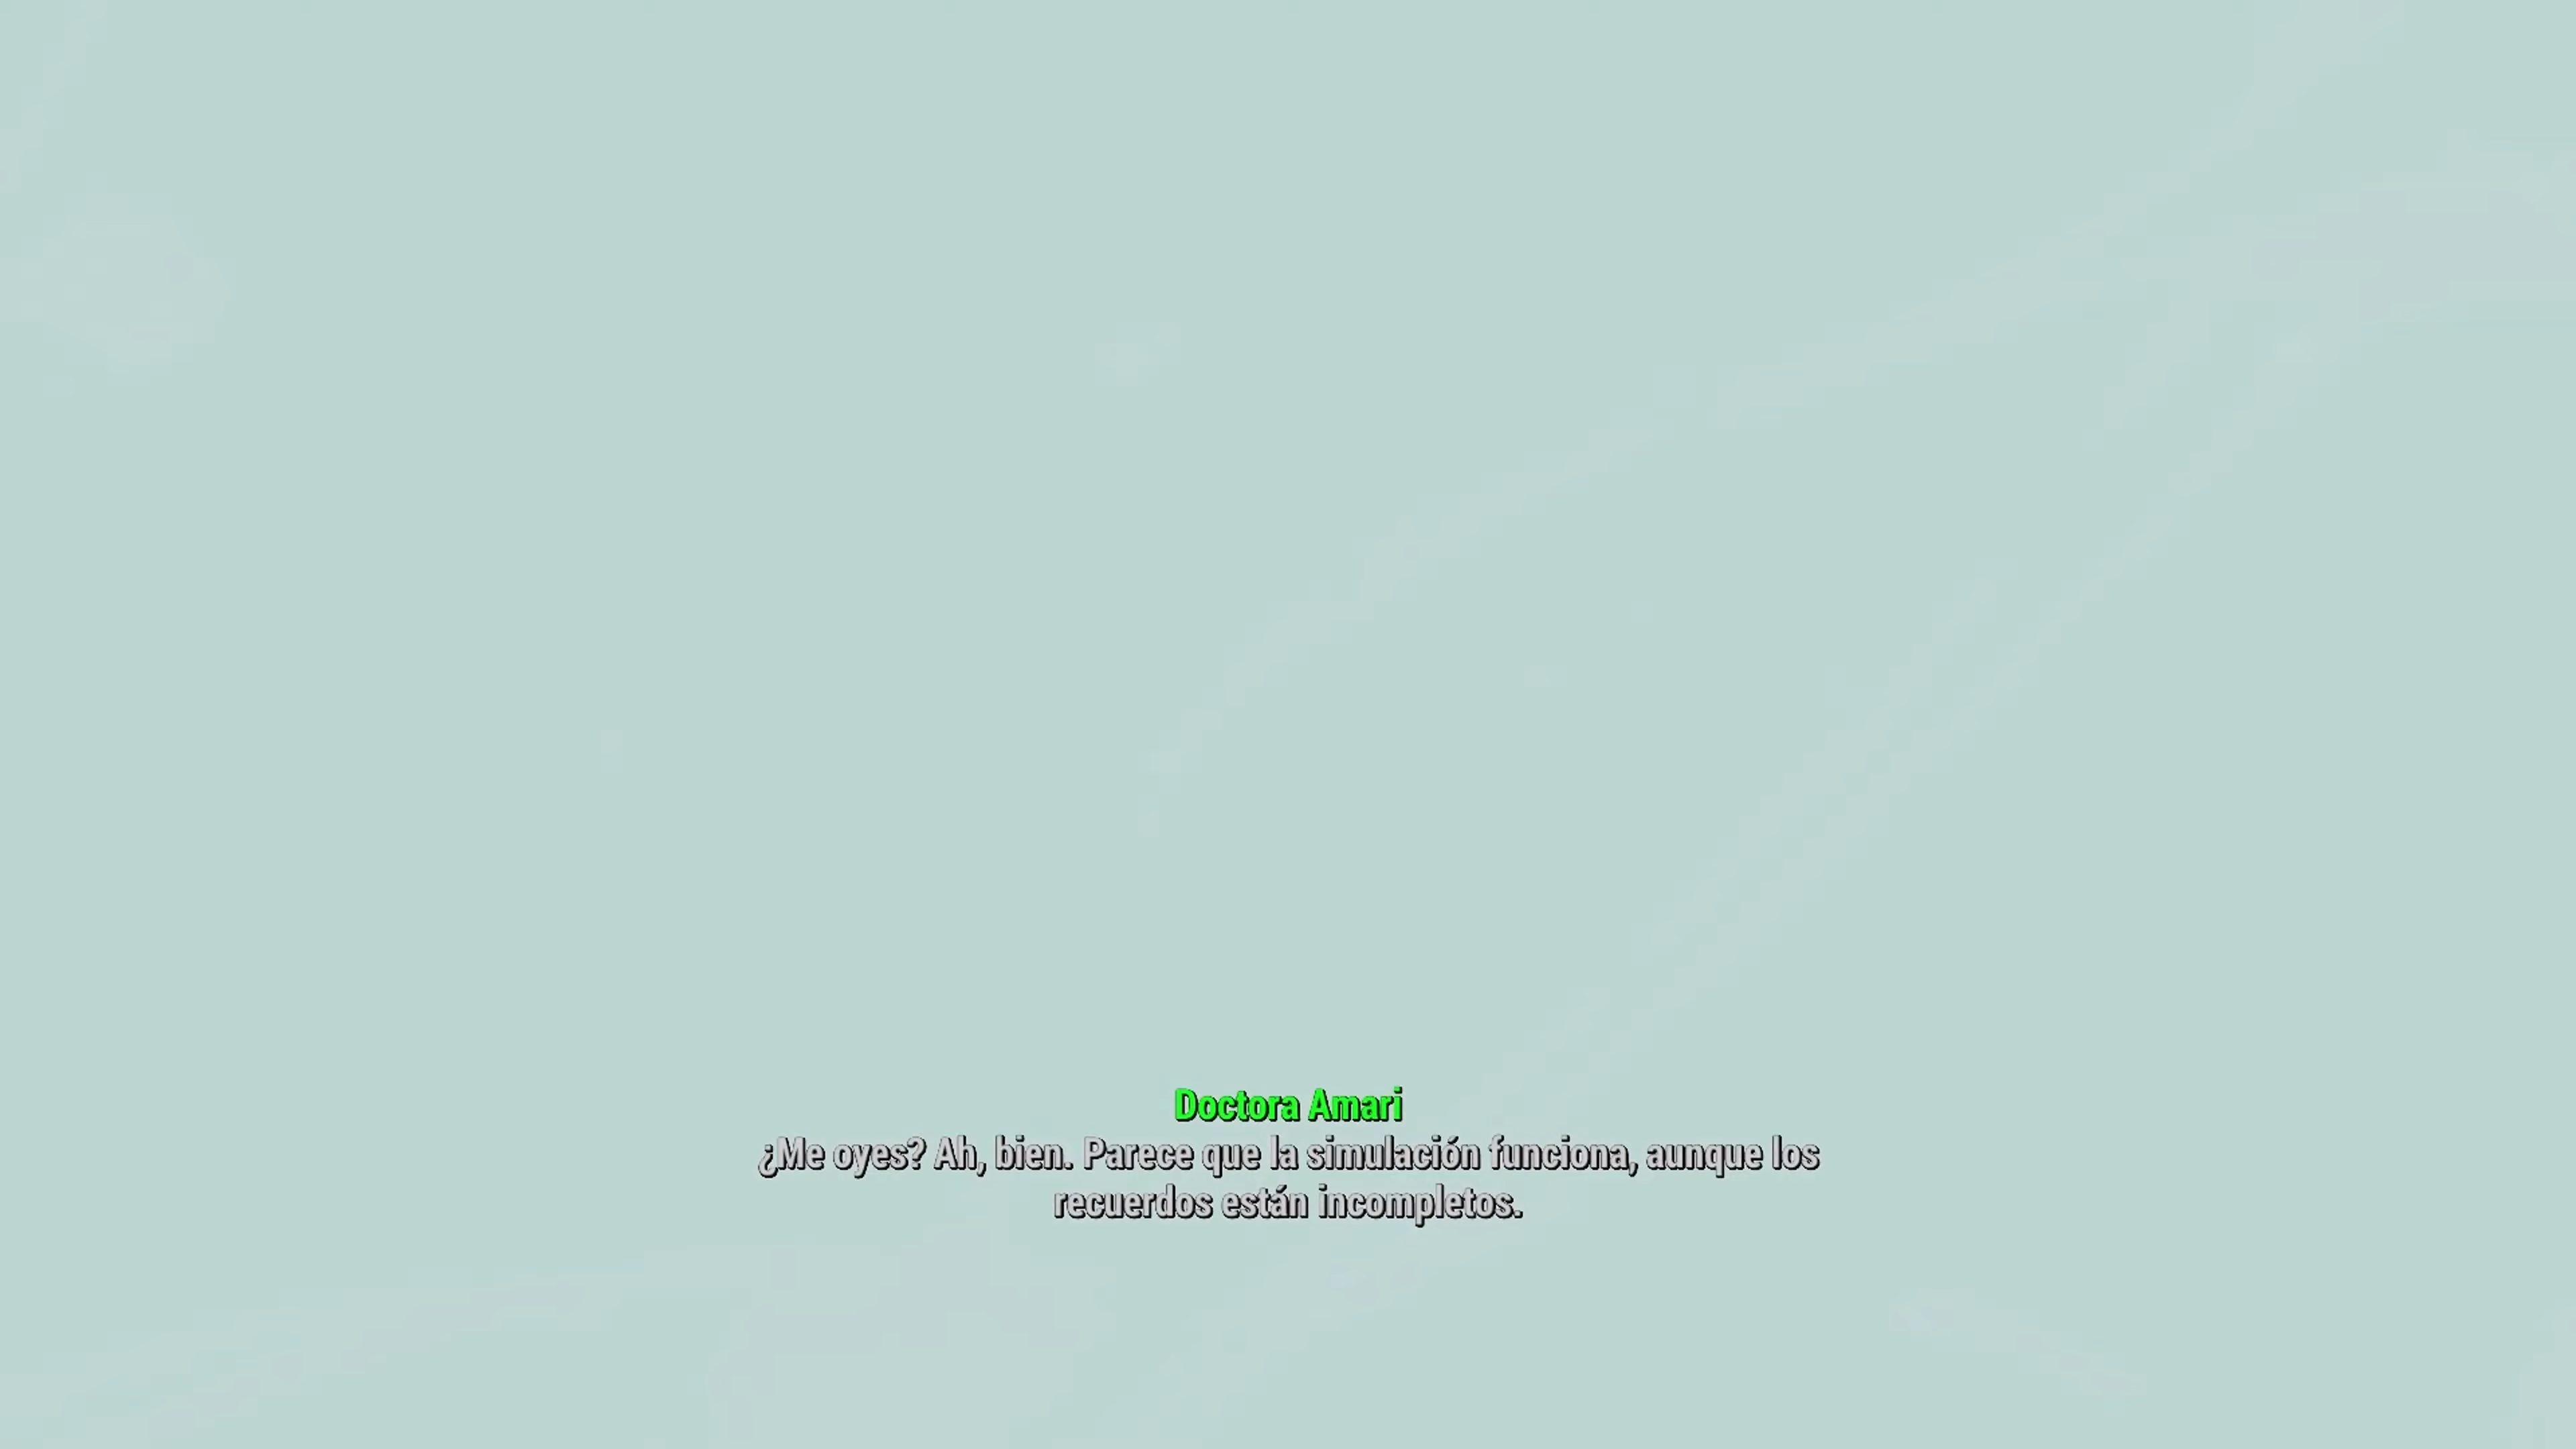 Doctora Amari
¿Me oyes? Ah, bien. Parece que la simulación funciona, aunque los
recuerdos están incompletos.